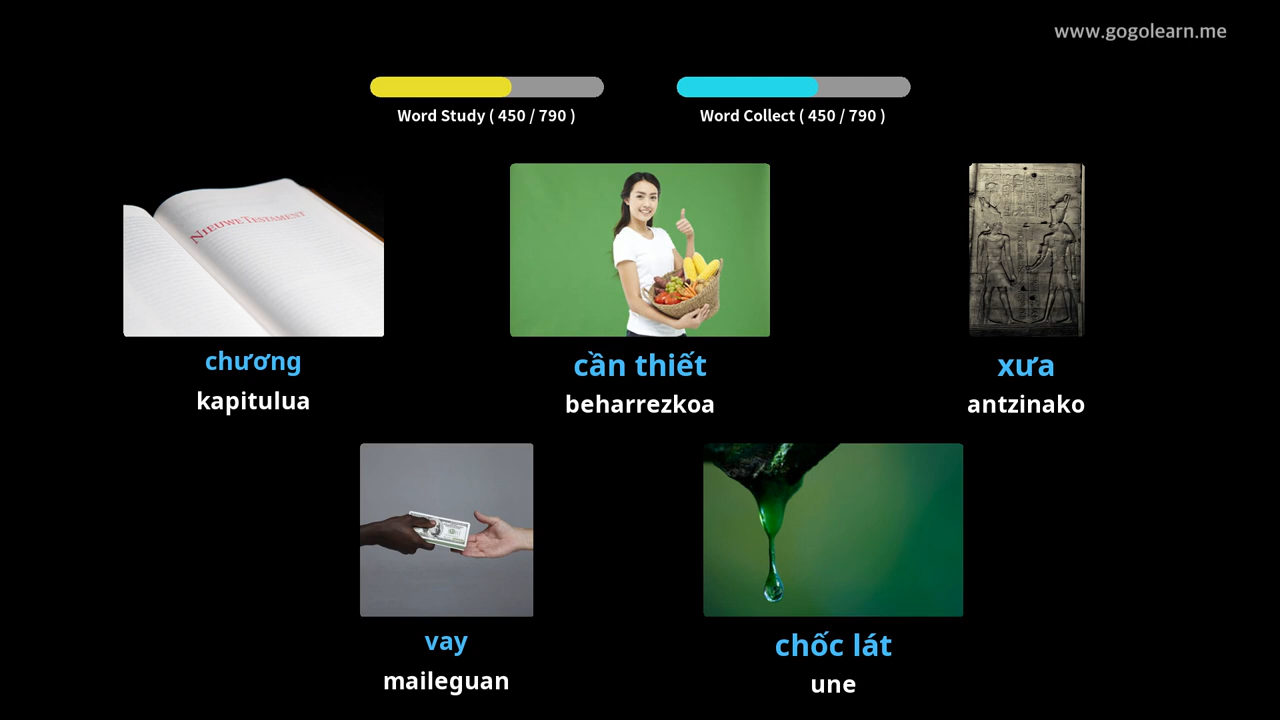 www.gogolearn.me
Word Study ( 450 / 790 )
Word Collect ( 450 / 790 )
NIEUWE TESTAMENT
chương
cần thiết
xưa
kapitulua
beharrezkoa
antzinako
vay
chốc lát
maileguan
une